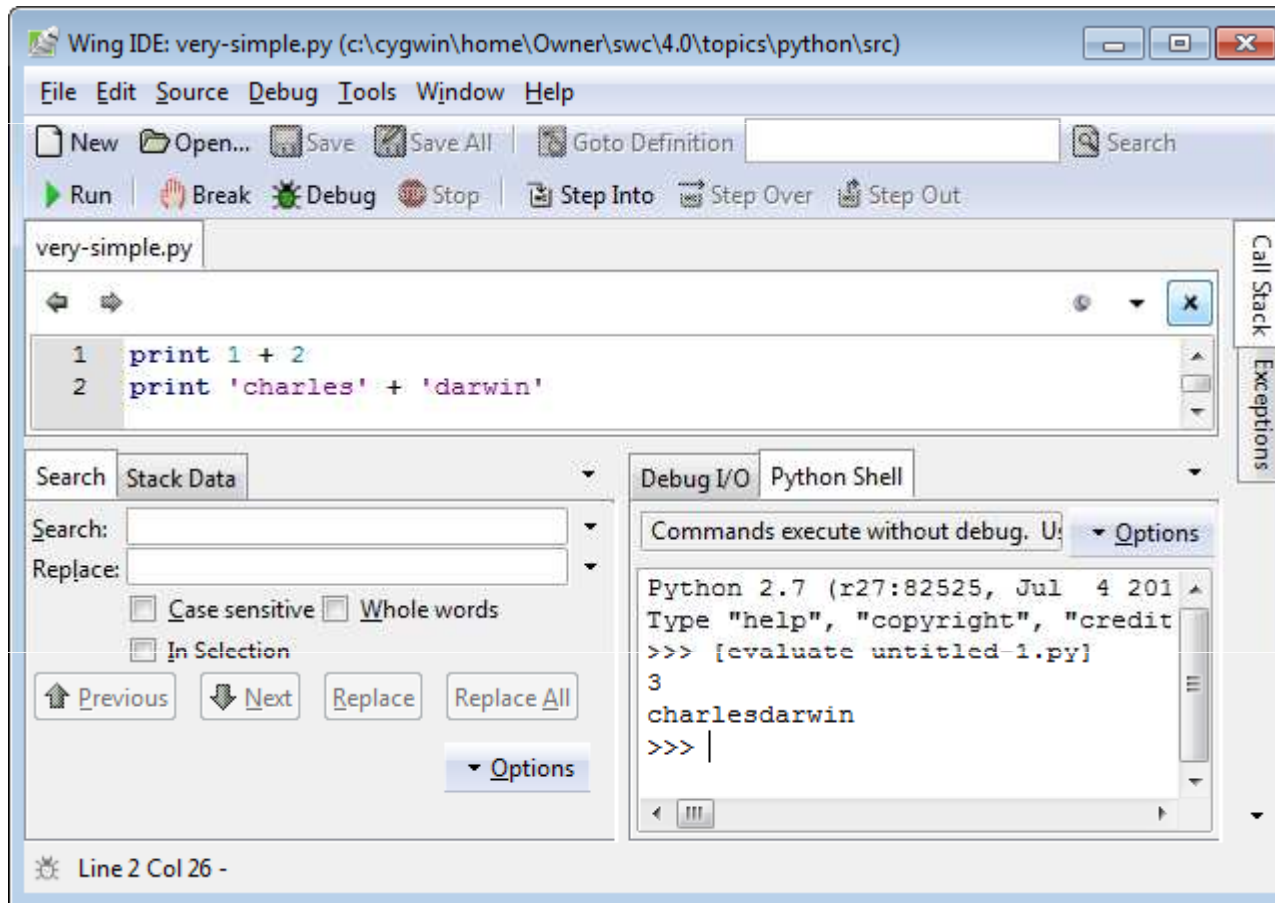 Wing IDE: very-simple.py (c:\cygwin\home\Owner\swc\4.0\topics\python\src)
File Edit Source Debug Tools Window Help
New Open... Save Save All Goto Definition Search
Run Break Debug Stop Step Into Step Over Step Out
very-simple.py
Call Stack
Exceptions
1 print 1 + 2
2 print 'charles' + 'darwin'
Search Stack Data
Search:
Replace:
Case sensitive Whole words
In Selection
Previous Next Replace Replace All
Options
Debug I/O Python Shell
Commands execute without debug. Us Options
Python 2.7 (r27:82525, Jul 4 201
Type "help", "copyright", "credit
>>> [evaluate untitled-1.py]
3
charlesdarwin
>>>
Line 2 Col 26 -